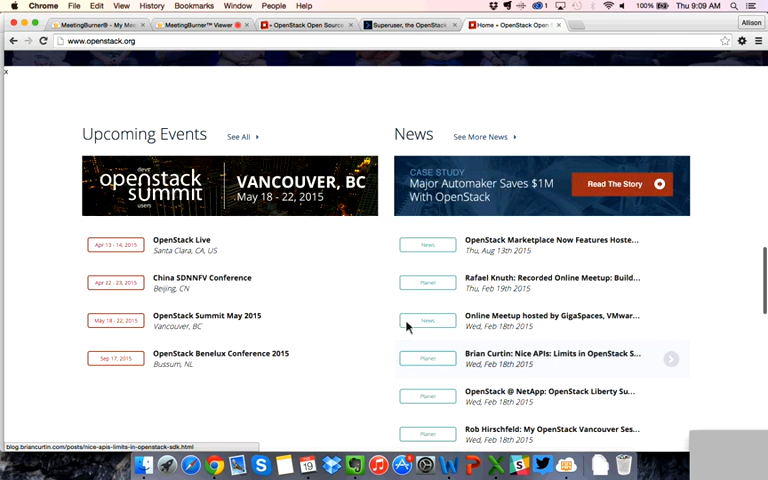 Chrome File Edit View History Bookmarks Window People Help
100% Thu 9:09 AM
MeetingBurner® - My Mee
MeetingBurner™ Viewer
OpenStack Open Source
Superuser, the OpenStack
Home » OpenStack Open
Allison
www.openstack.org
x
Upcoming Events
See All
News
See More News
devs
openstack
summit
users
VANCOUVER, BC
May 18 - 22, 2015
CASE STUDY
Major Automaker Saves $1M
With OpenStack
Read The Story
Apr 13 - 14, 2015
OpenStack Live
Santa Clara, CA, US
Apr 22 - 23, 2015
China SDNNFV Conference
Beijing, CN
May 18 - 22, 2015
OpenStack Summit May 2015
Vancouver, BC
Sep 17, 2015
OpenStack Benelux Conference 2015
Bussum, NL
News
OpenStack Marketplace Now Features Hoste...
Thu, Aug 13th 2015
Planet
Rafael Knuth: Recorded Online Meetup: Build...
Thu, Feb 19th 2015
News
Online Meetup hosted by GigaSpaces, VMwar...
Wed, Feb 18th 2015
Planet
Brian Curtin: Nice APIs: Limits in OpenStack S...
Wed, Feb 18th 2015
Planet
OpenStack @ NetApp: OpenStack Liberty Su...
Wed, Feb 18th 2015
Planet
Rob Hirschfeld: My OpenStack Vancouver Ses...
Wed, Feb 18th 2015
blog.briancurtin.com/posts/nice-apis-limits-in-openstack-sdk.html
19